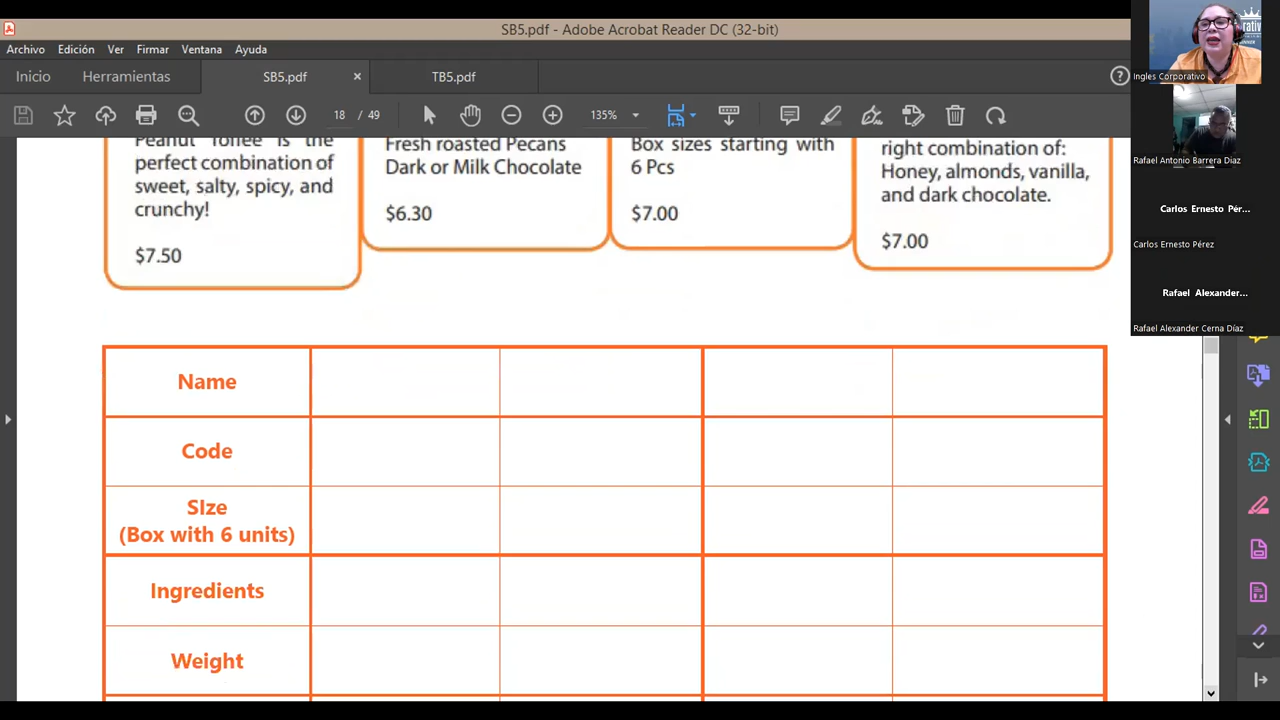 SB5.pdf - Adobe Acrobat Reader DC (32-bit)
Archivo Edición Ver Firmar Ventana Ayuda
Inicio Herramientas SB5.pdf × TB5.pdf
18 / 49 135%
Peanut Toffee is the
perfect combination of
sweet, salty, spicy, and
crunchy!
$7.50
Fresh roasted Pecans
Dark or Milk Chocolate
$6.30
Box sizes starting with
6 Pcs
$7.00
right combination of:
Honey, almonds, vanilla,
and dark chocolate.
$7.00
Name
Code
SIze
(Box with 6 units)
Ingredients
Weight
Ingles Corporativo
Rafael Antonio Barrera Diaz
Carlos Ernesto Pér...
Carlos Ernesto Pérez
Rafael Alexander...
Rafael Alexander Cerna Díaz